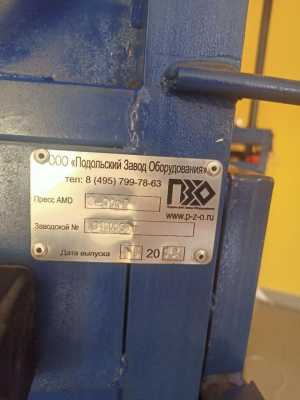 ООО «Подольский Завод Оборудования»
тел: 8 (495) 799-78-63
ПЗО
Пресс AMD
www.p-z-o.ru
Заводской №
Дата выпуска 20